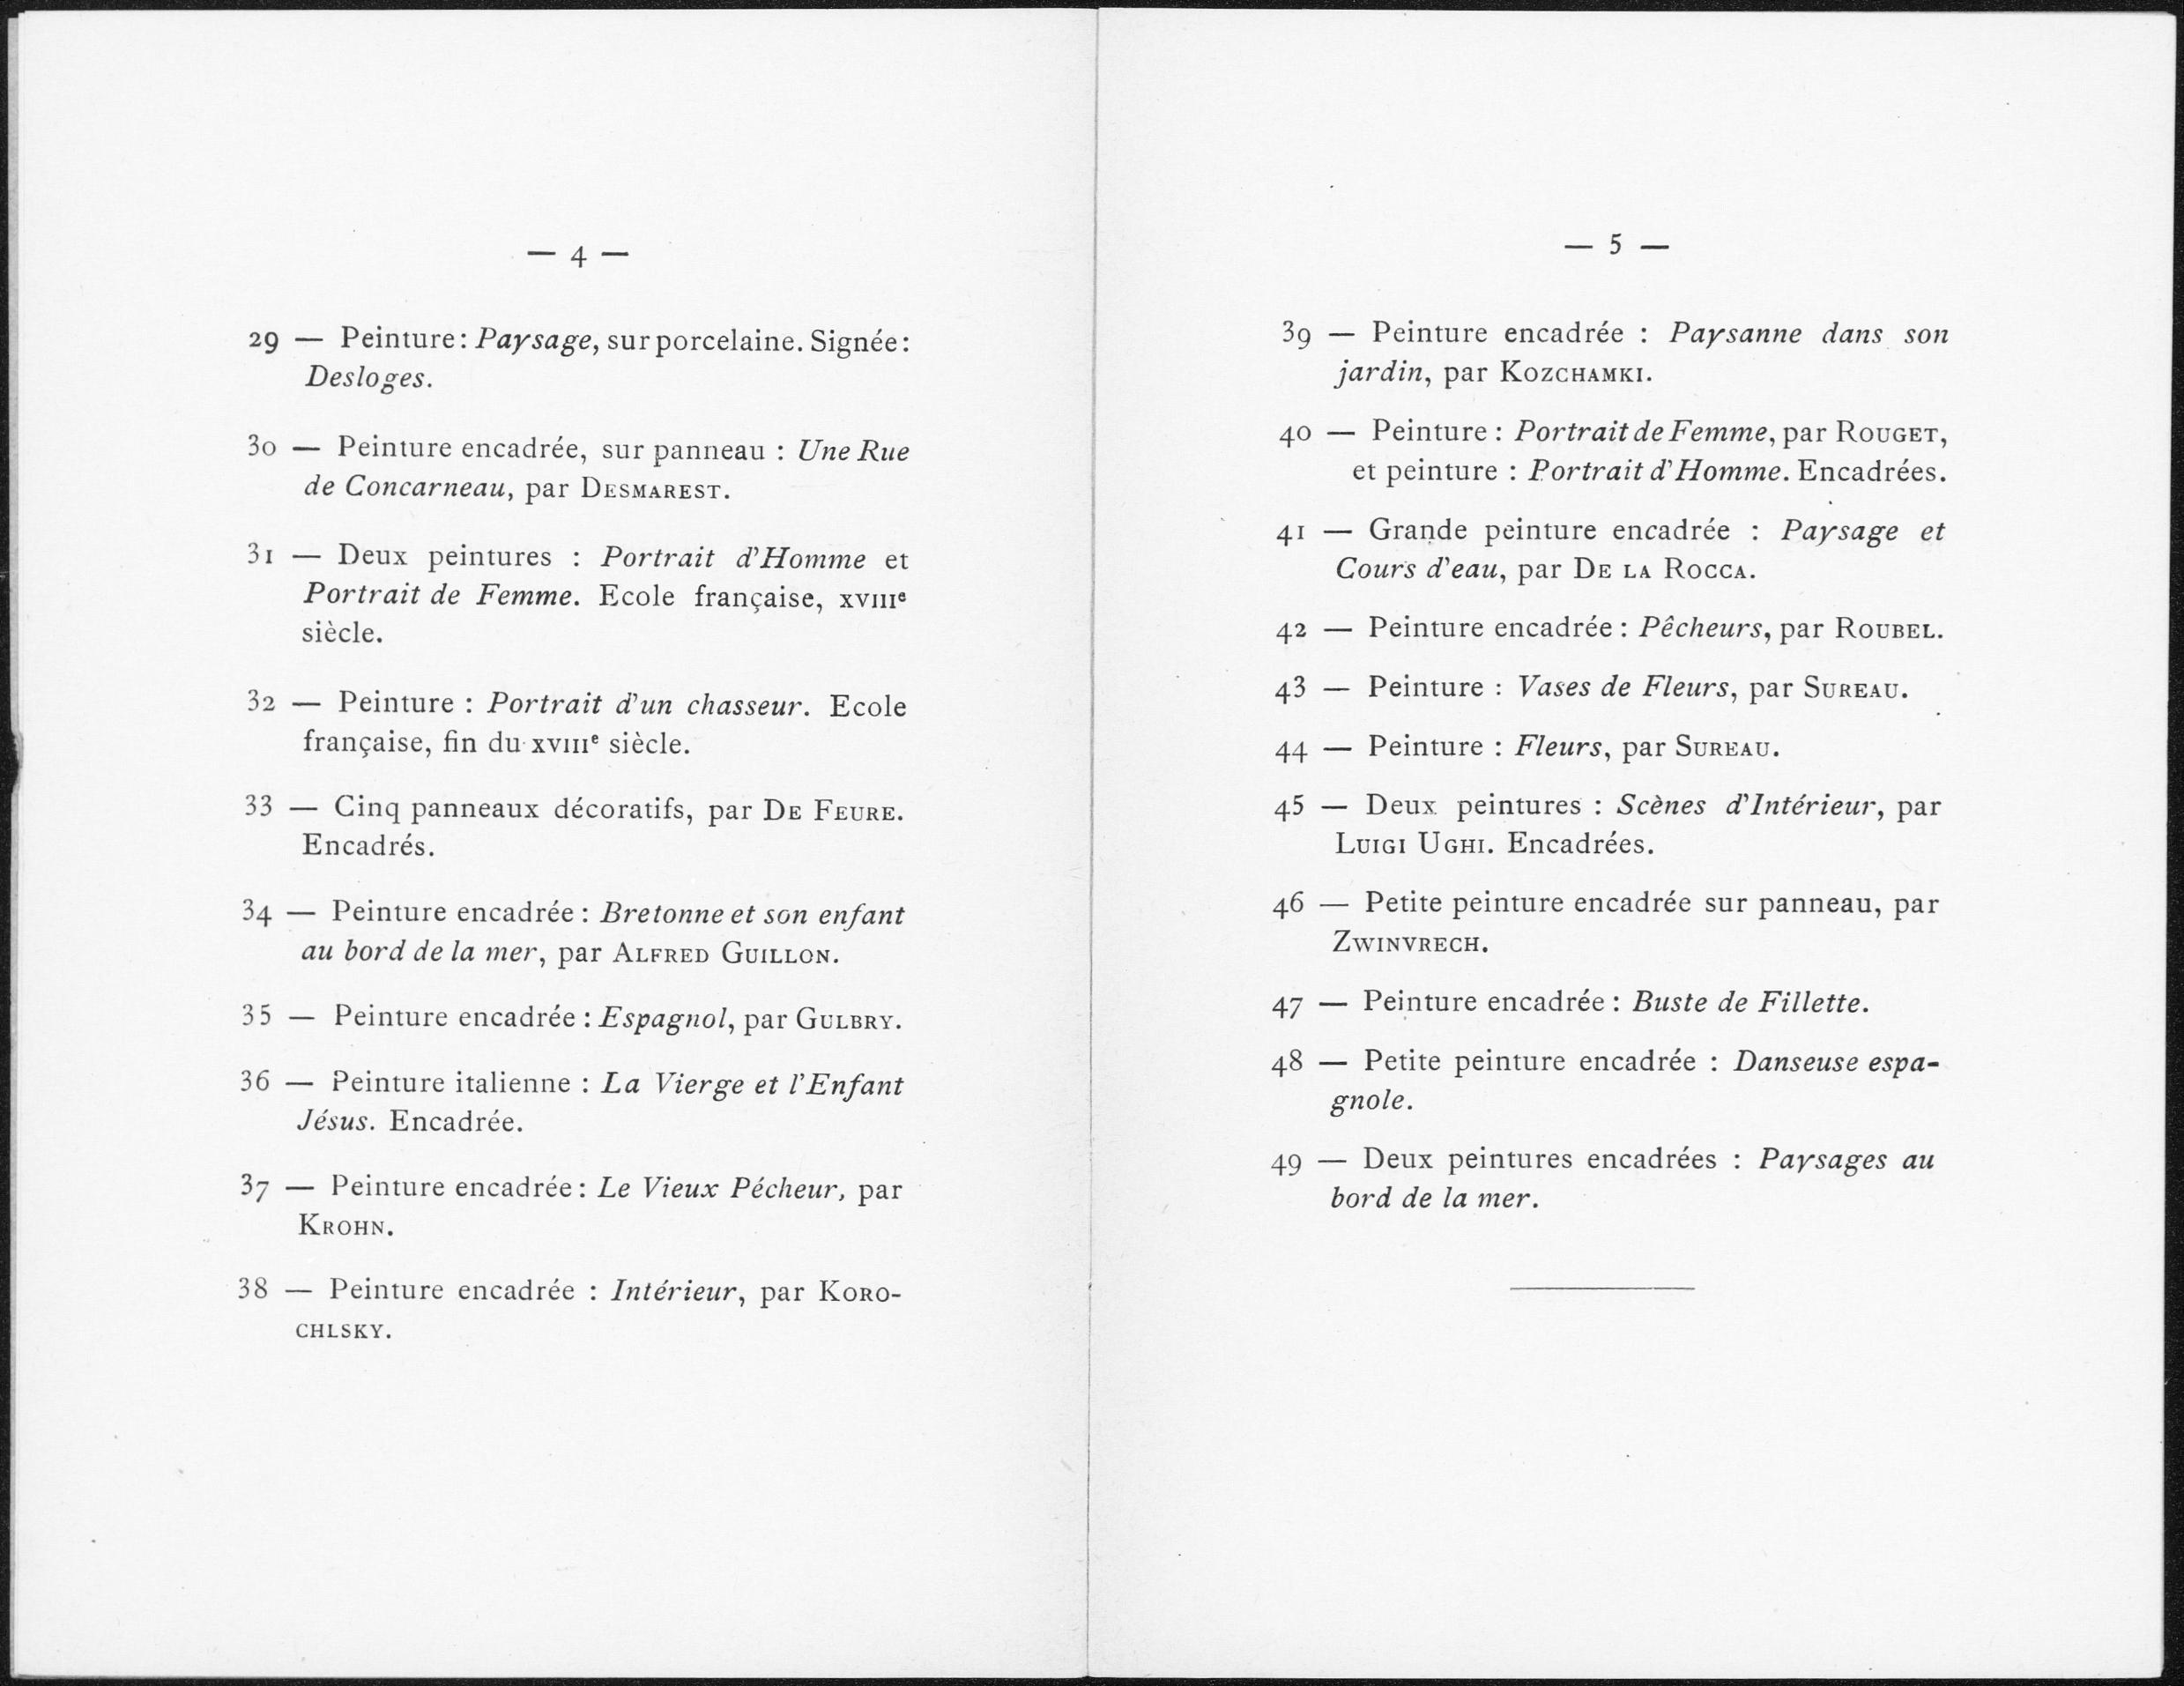 — 4 —
29 — Peinture : Paysage, sur porcelaine. Signée :
Desloges.
30 — Peinture encadrée, sur panneau : Une Rue
de Concarneau, par DESMAREST.
31 — Deux peintures : Portrait d'Homme et
Portrait de Femme. Ecole française, XVIIIe
siècle.
32 — Peinture : Portrait d'un chasseur. Ecole
française, fin du XVIIIe siècle.
33 — Cinq panneaux décoratifs, par DE FEURE.
Encadrés.
34 — Peinture encadrée : Bretonne et son enfant
au bord de la mer, par ALFRED GUILLON.
35 — Peinture encadrée : Espagnol, par GULBRY.
36 — Peinture italienne : La Vierge et l'Enfant
Jésus. Encadrée.
37 — Peinture encadrée : Le Vieux Pécheur, par
KROHN.
38 — Peinture encadrée : Intérieur, par KORO-
CHLSKY.
— 5 —
39 — Peinture encadrée : Paysanne dans son
jardin, par KOZCHAMKI.
40 — Peinture : Portrait de Femme, par ROUGET,
et peinture : Portrait d'Homme. Encadrées.
41 — Grande peinture encadrée : Paysage et
Cours d'eau, par DE LA ROCCA.
42 — Peinture encadrée : Pêcheurs, par ROUBEL.
43 — Peinture : Vases de Fleurs, par SUREAU.
44 — Peinture : Fleurs, par SUREAU.
45 — Deux peintures : Scènes d'Intérieur, par
LUIGI UGHI. Encadrées.
46 — Petite peinture encadrée sur panneau, par
ZWINVRECH.
47 — Peinture encadrée : Buste de Fillette.
48 — Petite peinture encadrée : Danseuse espa-
gnole.
49 — Deux peintures encadrées : Paysages au
bord de la mer.